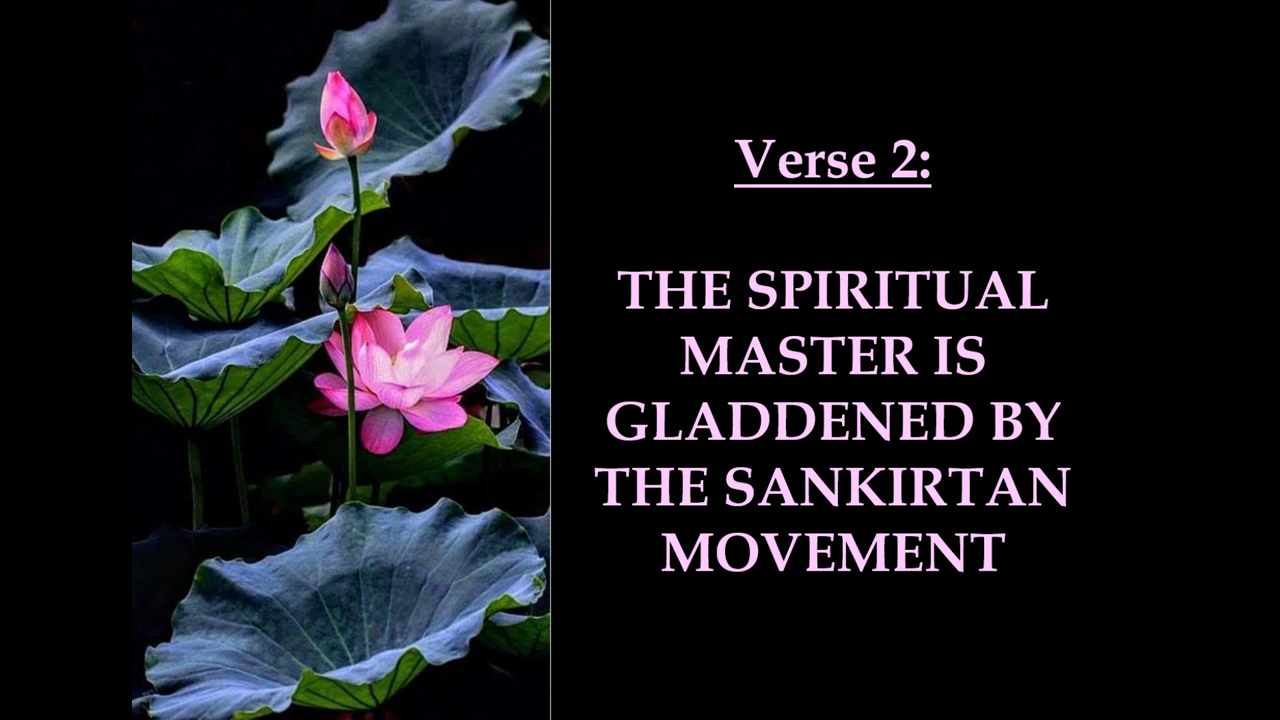 Verse 2:
THE SPIRITUAL
MASTER IS
GLADDENED BY
THE SANKIRTAN
MOVEMENT